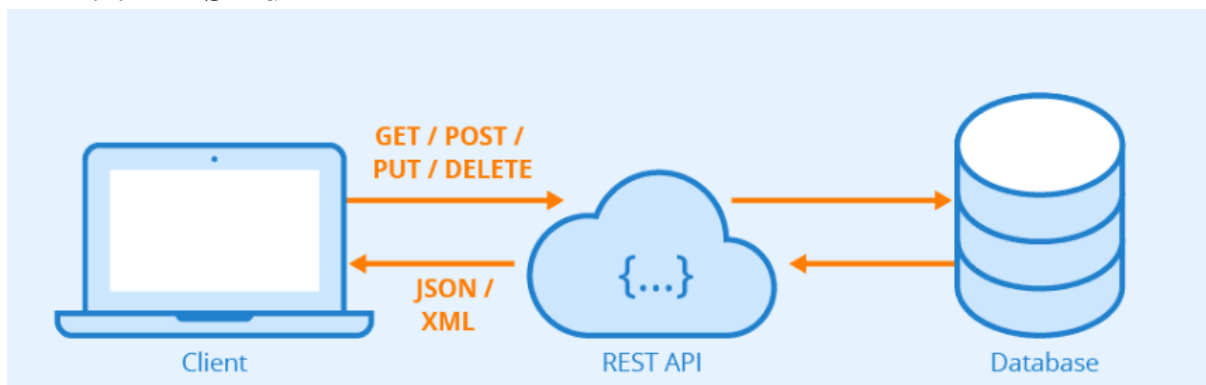 GET / POST /
PUT / DELETE
{...}
JSON /
XML
Client
REST API
Database